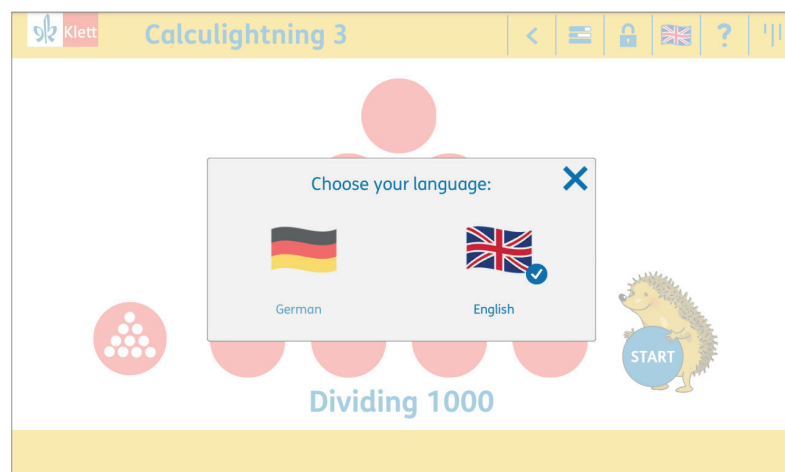 Klett
Calculightning 3
?
Choose your language:
German
English
START
Dividing 1000